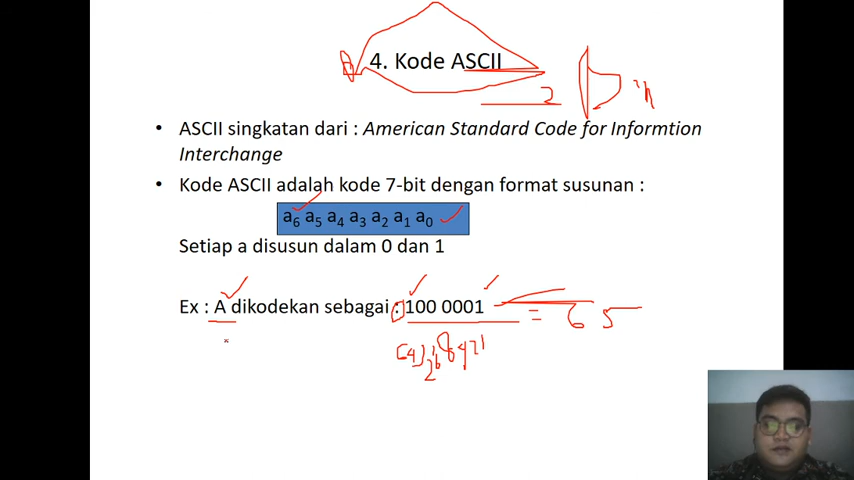 4. Kode ASCII
2
• ASCII singkatan dari : American Standard Code for Informtion
Interchange
• Kode ASCII adalah kode 7-bit dengan format susunan :
a6 a5 a4 a3 a2 a1 a0
Setiap a disusun dalam 0 dan 1
Ex : A dikodekan sebagai : 100 0001 = 65